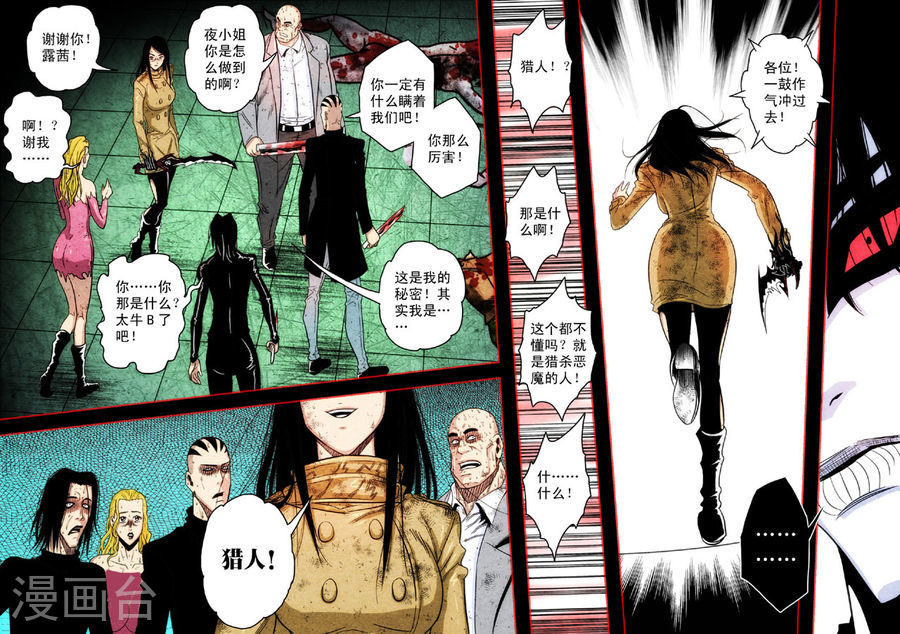 谢谢你！
露茜！
啊！？
谢我
……
夜小姐
你是怎
么做到
的啊？
你一定有
什么瞒着
我们吧！
你那么
厉害！
你……你
那是什么？
太牛B了
吧！
这是我的
秘密！其
实我是…
…
猎人！
猎人！？
那是什
么啊！
这个都不
懂吗？就
是猎杀恶
魔的人！
什……
什么！
各位！
一鼓作
气冲过
去！
……
……
漫画台